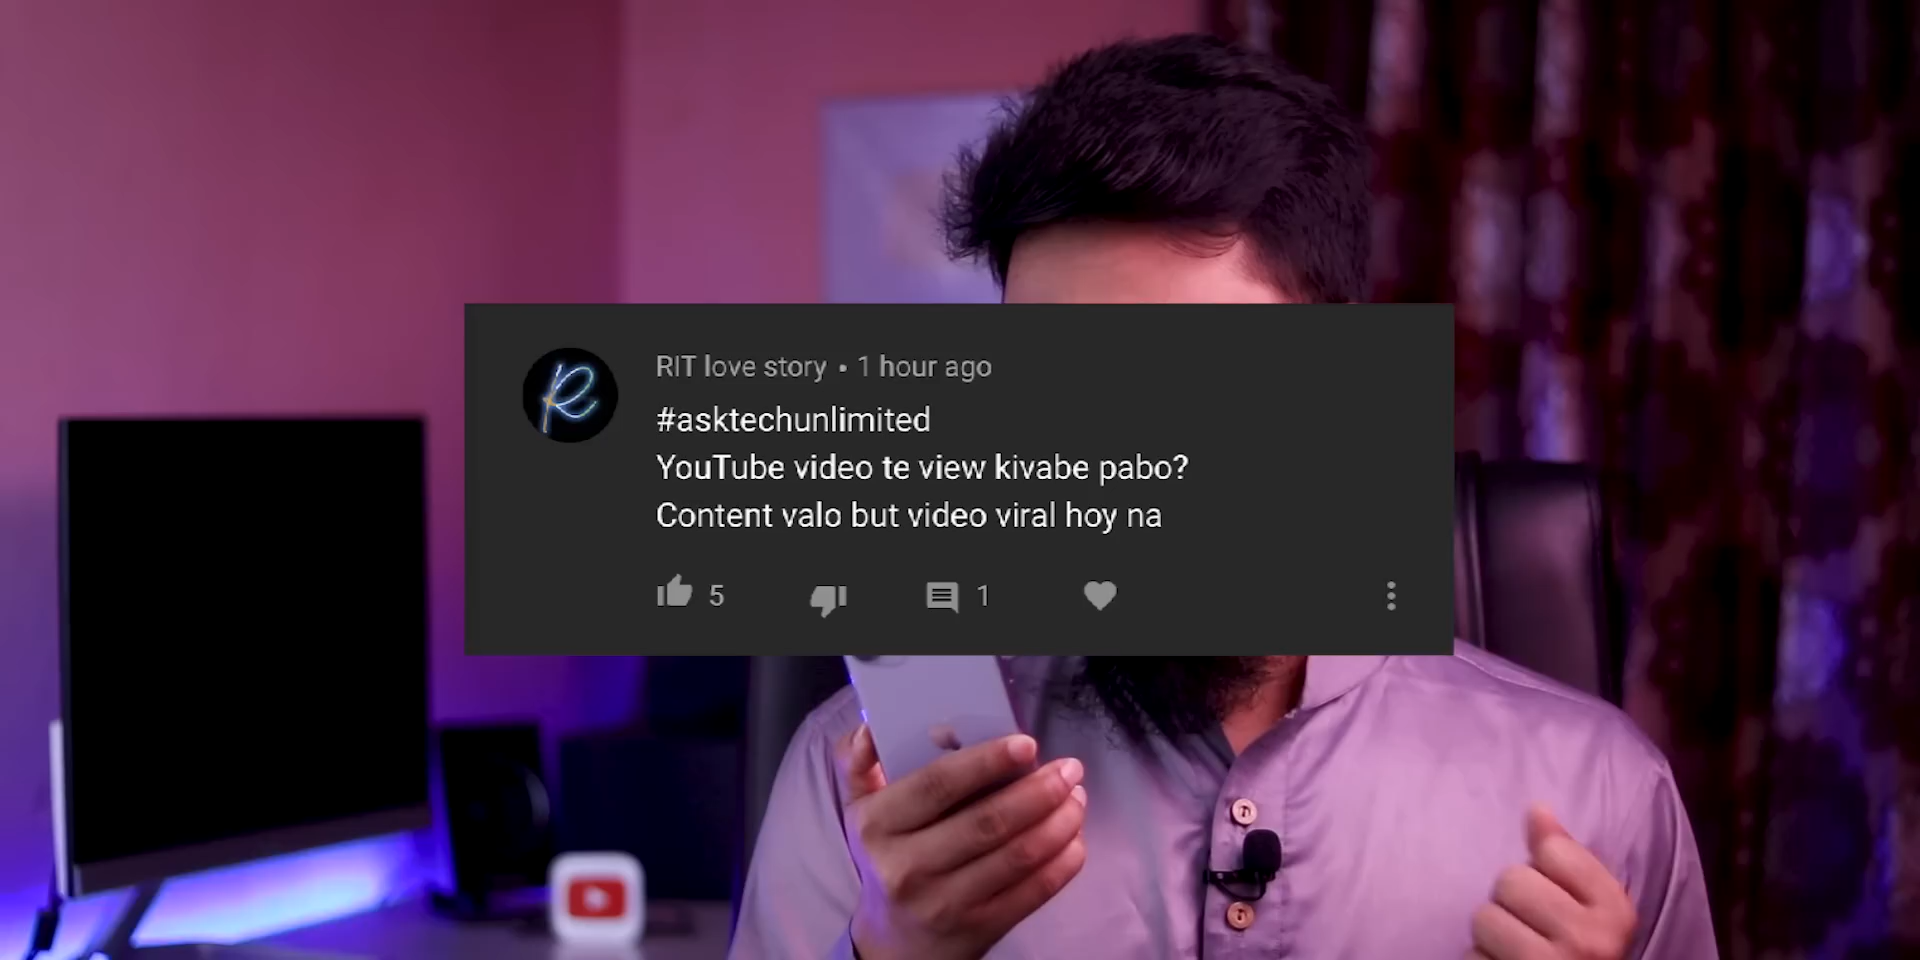 RIT love story • 1 hour ago
#asktechunlimited
YouTube video te view kivabe pabo?
Content valo but video viral hoy na
5
1